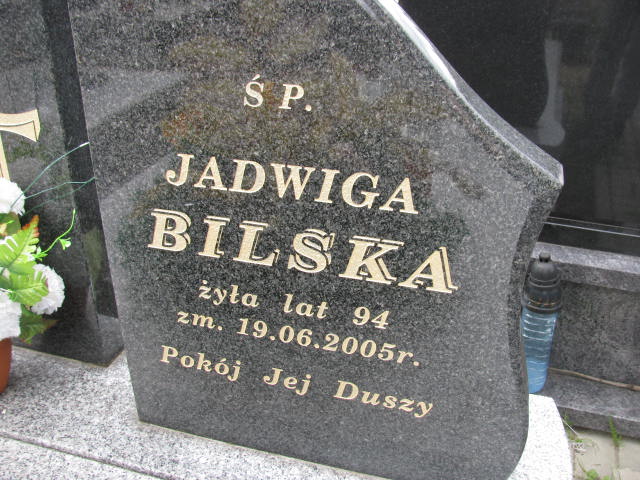 Ś P.
JADWIGA
BILSKA
żyła lat 94
zm. 19.06.2005r.
Pokój Jej Duszy